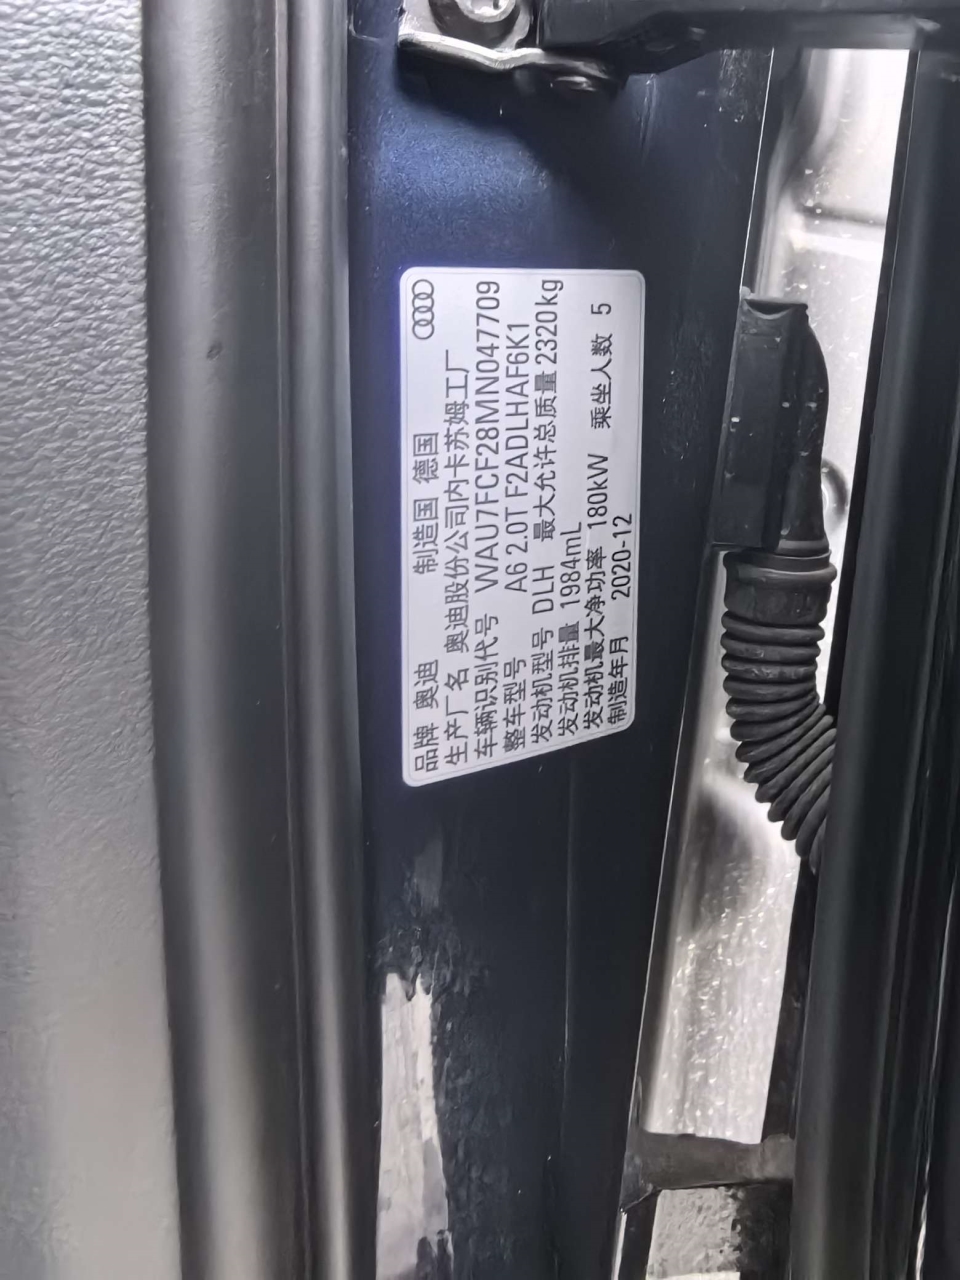 品牌 奥迪 制造国 德国
生产厂名 奥迪股份公司内卡苏姆工厂
车辆识别代号 WAU7FCF28MN047709
整车型号 A6 2.0T F2ADLHAF6K1
发动机型号 DLH 最大允许总质量 2320kg
发动机排量 1984mL
发动机最大净功率 180kW 乘坐人数 5
制造年月 2020-12